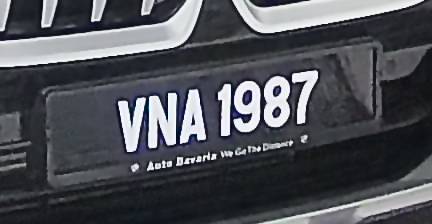 VNA 1987
Auto Bavaria We Go The Distance